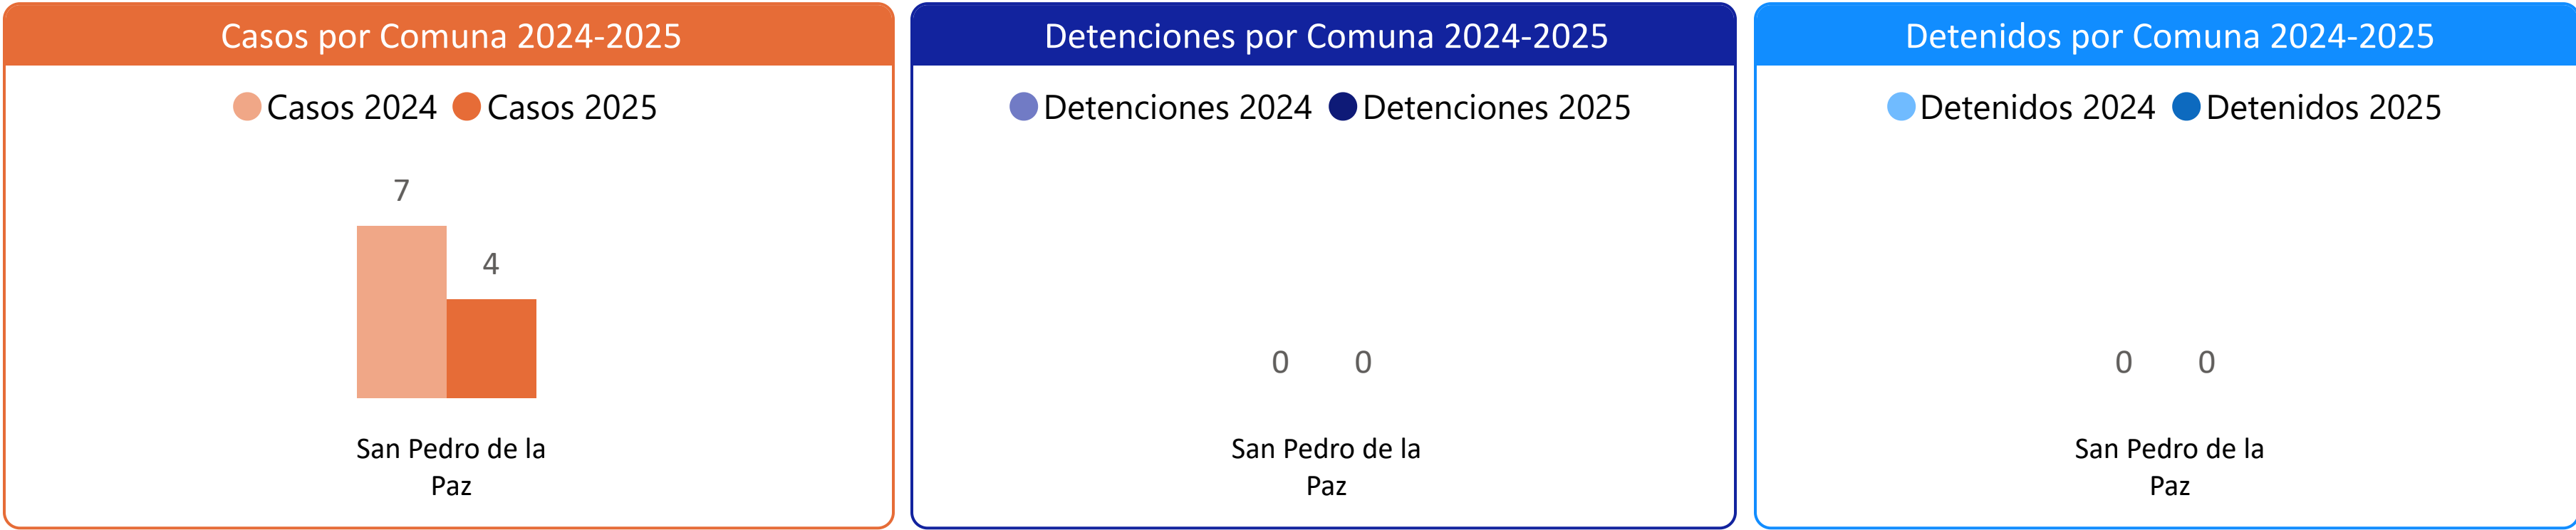 Casos por Comuna 2024-2025
Casos 2024 Casos 2025
7
4
San Pedro de la
Paz
Detenciones por Comuna 2024-2025
Detenciones 2024 Detenciones 2025
0 0
San Pedro de la
Paz
Detenidos por Comuna 2024-2025
Detenidos 2024 Detenidos 2025
0 0
San Pedro de la
Paz